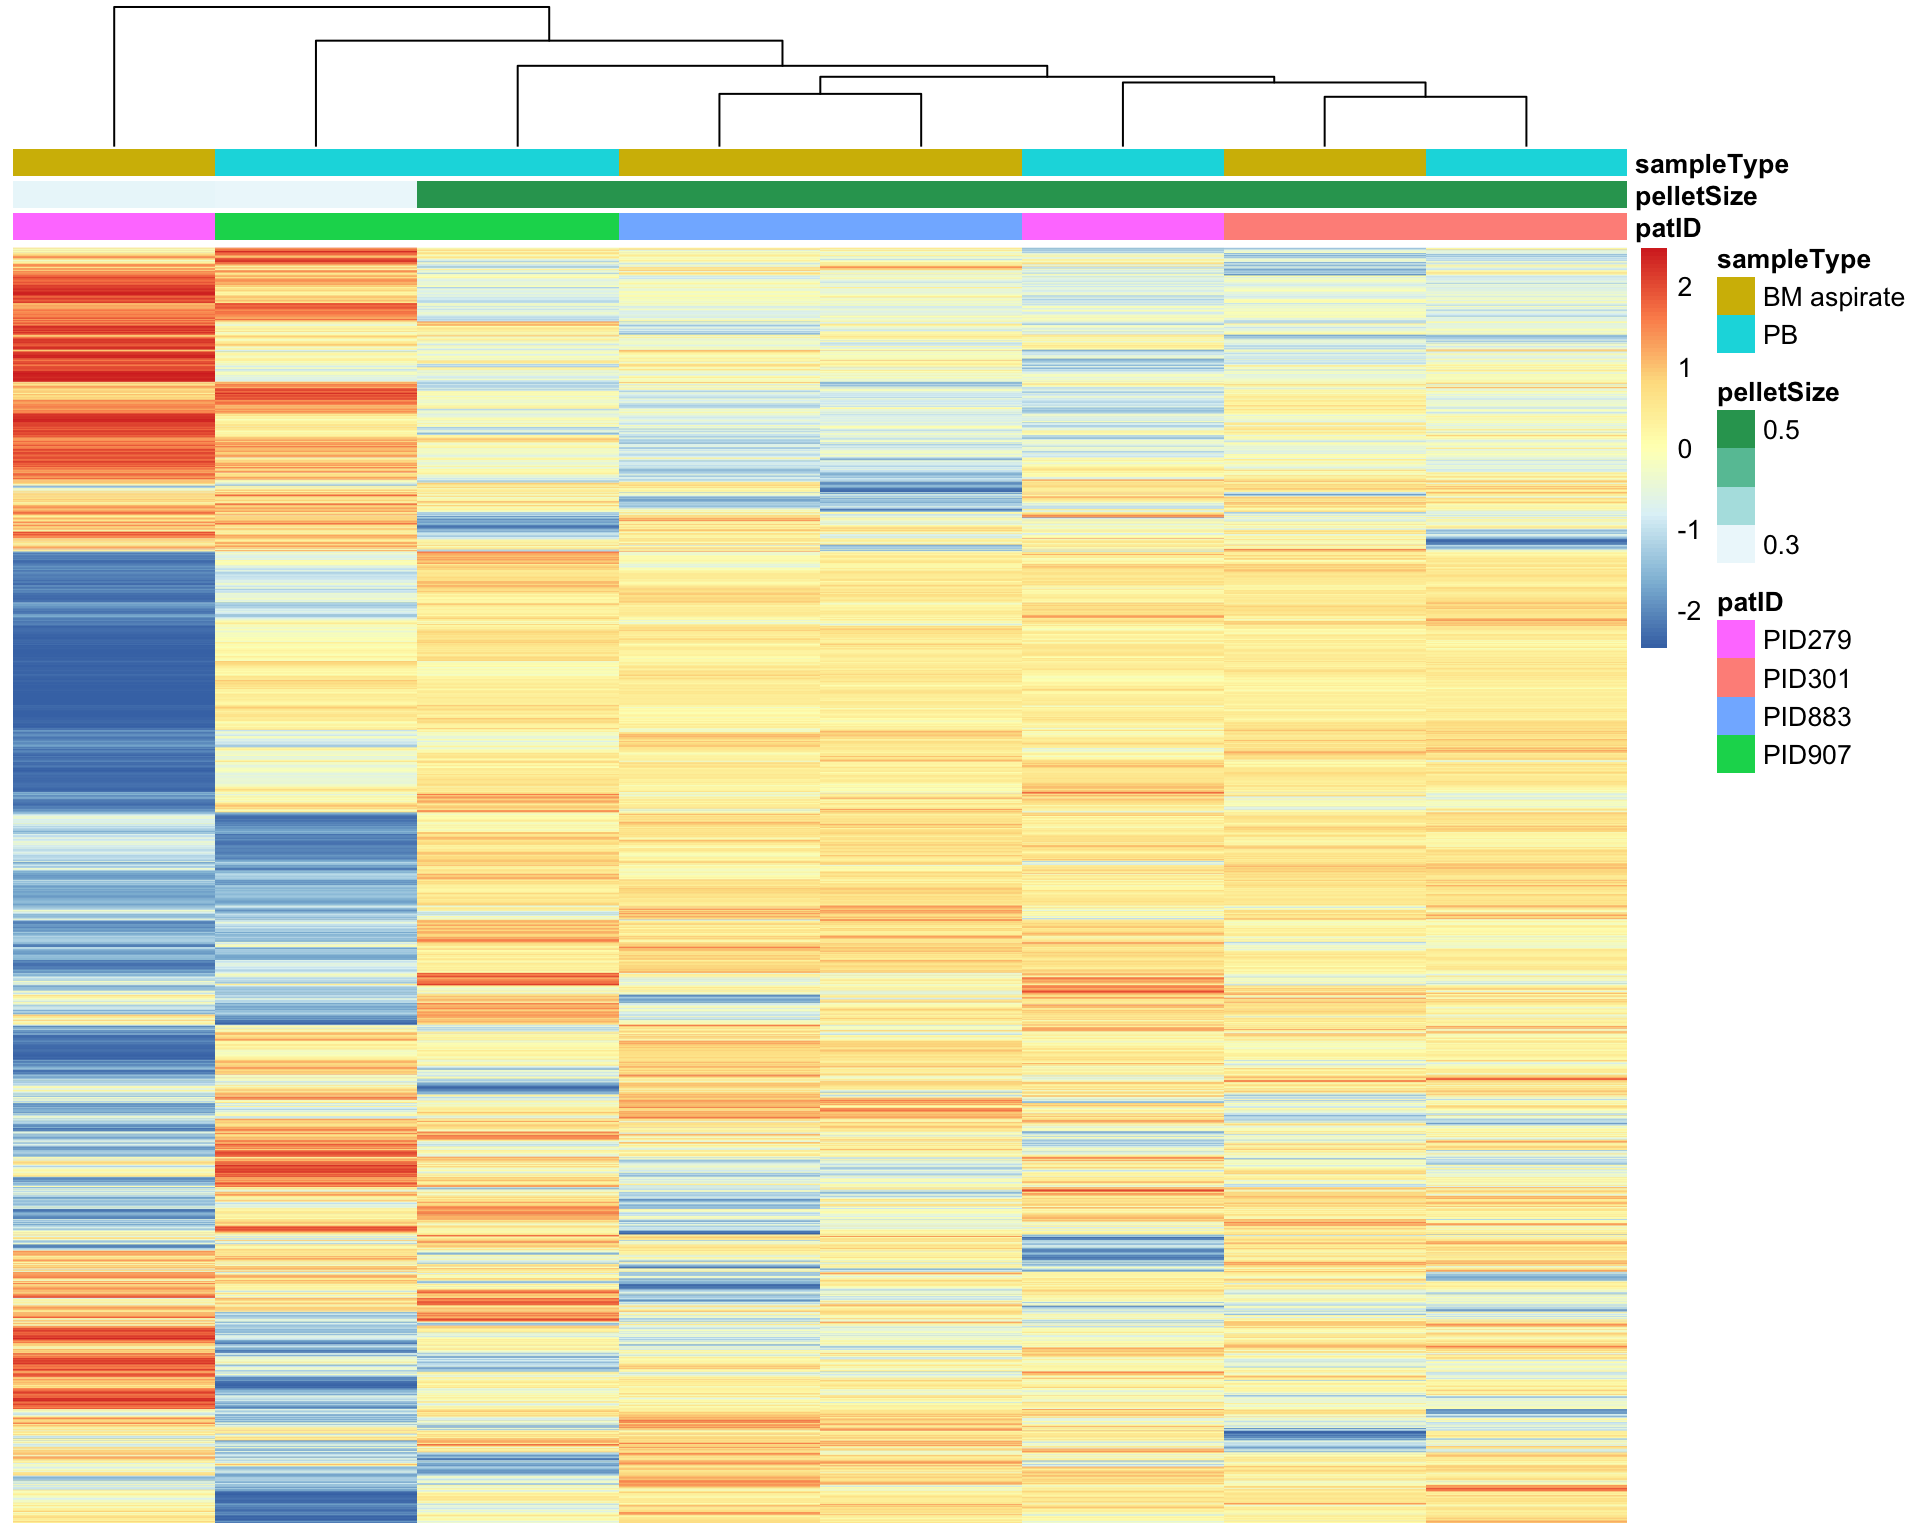 sampleType
pelletSize
patID
2
1
0
-1
-2
sampleType
BM aspirate
PB
pelletSize
0.5
0.3
patID
PID279
PID301
PID883
PID907